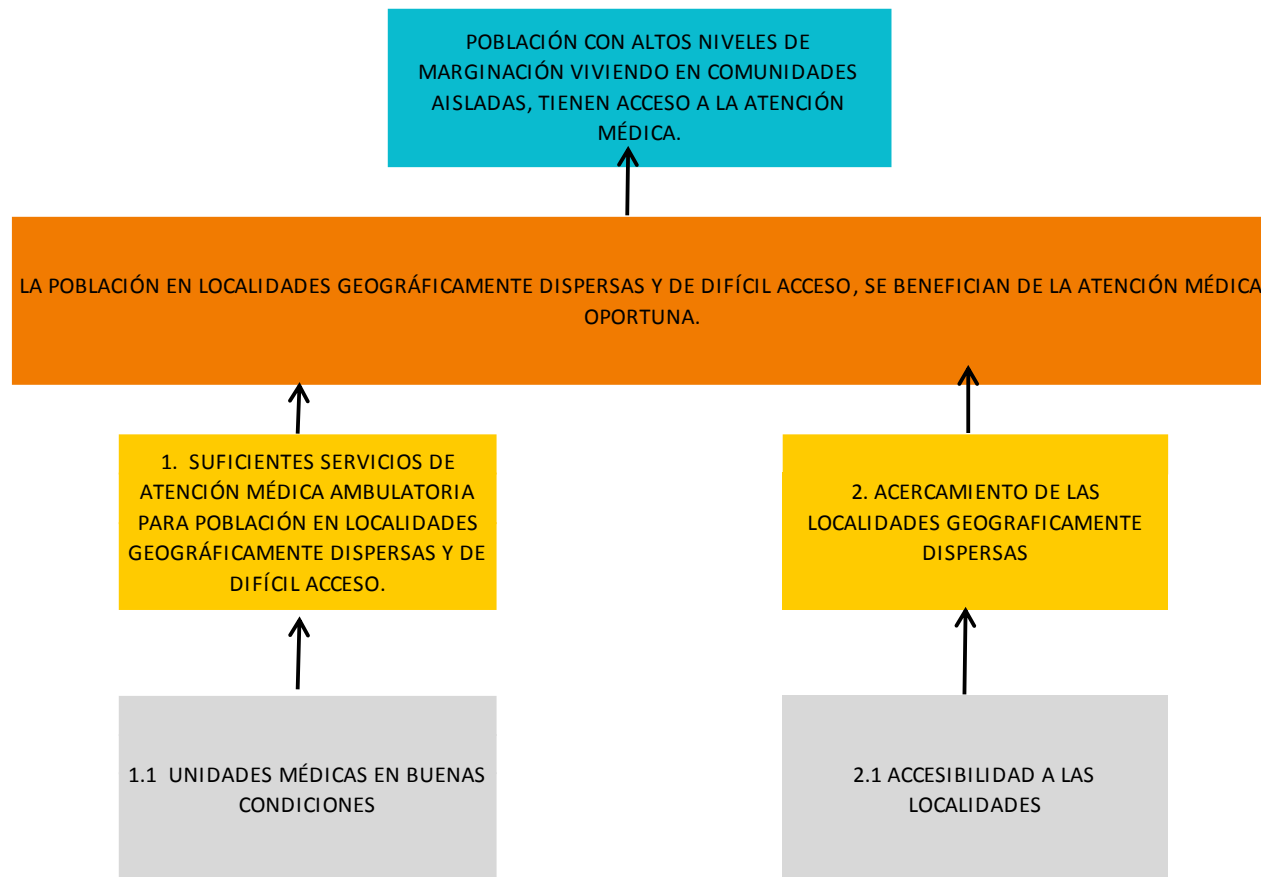 POBLACIÓN CON ALTOS NIVELES DE
MARGINACIÓN VIVIENDO EN COMUNIDADES
AISLADAS, TIENEN ACCESO A LA ATENCIÓN
MÉDICA.
LA POBLACIÓN EN LOCALIDADES GEOGRÁFICAMENTE DISPERSAS Y DE DIFÍCIL ACCESO, SE BENEFICIAN DE LA ATENCIÓN MÉDICA
OPORTUNA.
1. SUFICIENTES SERVICIOS DE
ATENCIÓN MÉDICA AMBULATORIA
PARA POBLACIÓN EN LOCALIDADES
GEOGRÁFICAMENTE DISPERSAS Y DE
DIFÍCIL ACCESO.
2. ACERCAMIENTO DE LAS
LOCALIDADES GEOGRAFICAMENTE
DISPERSAS
1.1 UNIDADES MÉDICAS EN BUENAS
CONDICIONES
2.1 ACCESIBILIDAD A LAS
LOCALIDADES